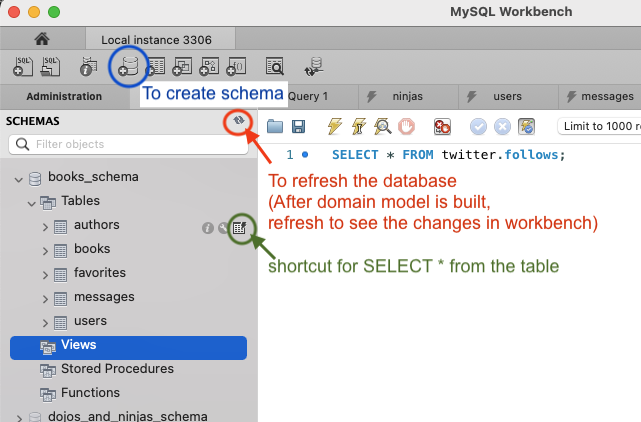 MySQL Workbench
Local instance 3306
SQL SQL
Administration
To create schema
Query 1
ninjas
users
messages
SCHEMAS
Filter objects
Limit to 1000 r
1 SELECT * FROM twitter.follows;
books_schema
Tables
authors
books
favorites
messages
users
Views
Stored Procedures
Functions
dojos_and_ninjas_schema
To refresh the database
(After domain model is built,
refresh to see the changes in workbench)
shortcut for SELECT * from the table